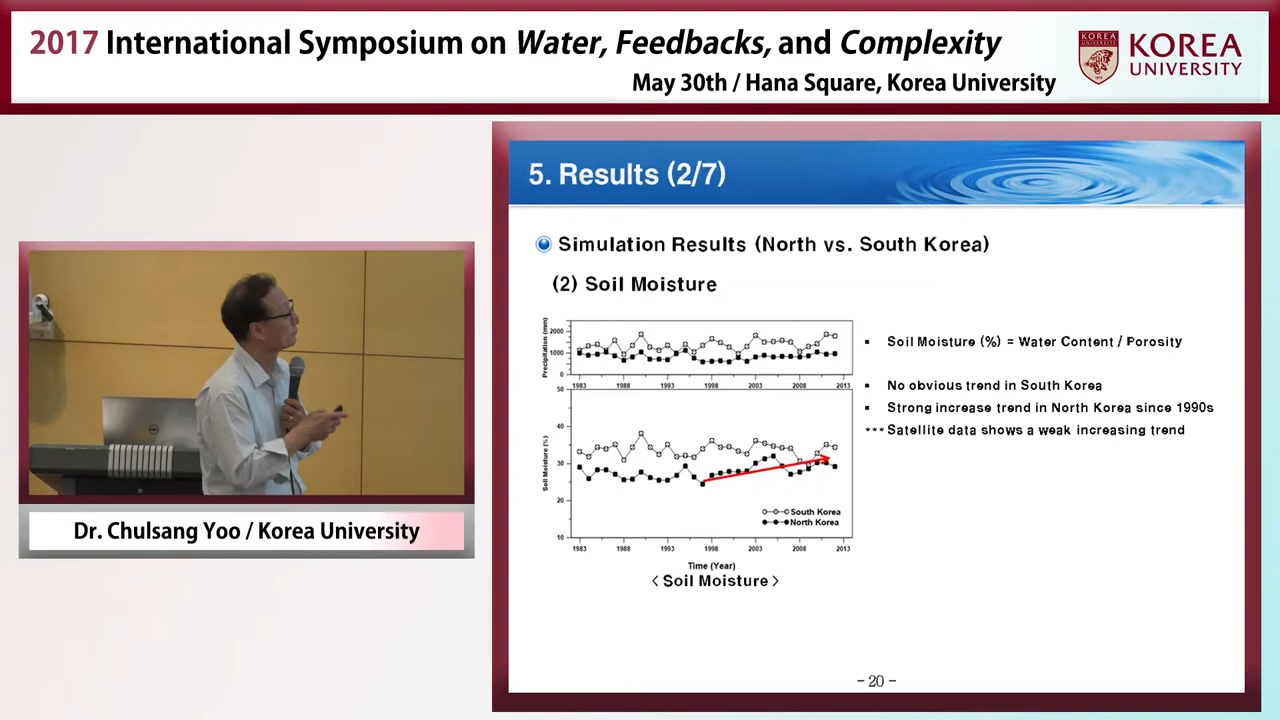 2017 International Symposium on Water, Feedbacks, and Complexity
May 30th / Hana Square, Korea University
KOREA
UNIVERSITY
Dr. Chulsang Yoo / Korea University
5. Results (2/7)
Simulation Results (North vs. South Korea)
(2) Soil Moisture
Precipitation (mm)
2000
1000
0
1983 1988 1993 1998 2003 2008 2013
Soil Moisture (%)
50
40
30
20
10
South Korea
North Korea
1983 1988 1993 1998 2003 2008 2013
Time (Year)
< Soil Moisture >
▪ Soil Moisture (%) = Water Content / Porosity
▪ No obvious trend in South Korea
▪ Strong increase trend in North Korea since 1990s
*** Satellite data shows a weak increasing trend
- 20 -